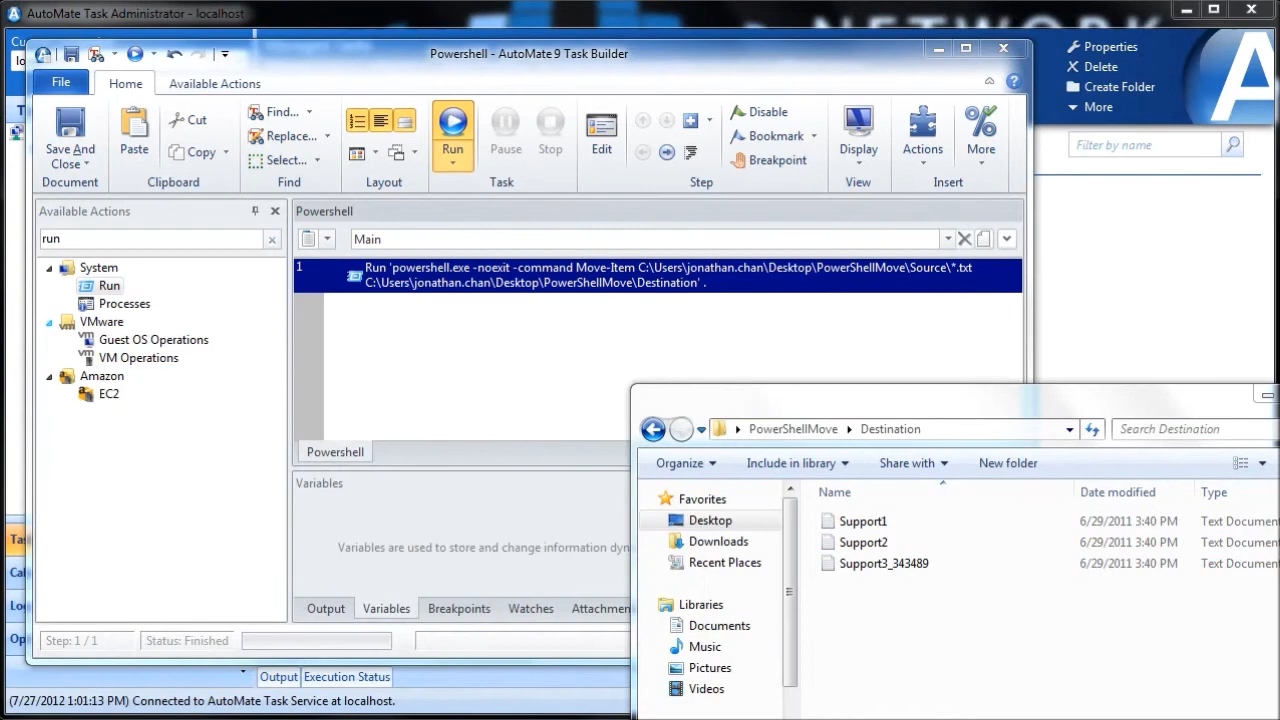 AutoMate Task Administrator - localhost
Powershell - AutoMate 9 Task Builder
Properties
Delete
Create Folder
More
Filter by name
File
Home
Available Actions
Save And Close
Document
Paste
Cut
Copy
Clipboard
Find...
Replace...
Select...
Find
Layout
Run
Pause
Stop
Task
Edit
Disable
Bookmark
Breakpoint
Step
Display
View
Actions
More
Insert
Available Actions
run
System
Run
Processes
VMware
Guest OS Operations
VM Operations
Amazon
EC2
Powershell
Main
1
Run 'powershell.exe -noexit -command Move-Item C:\Users\jonathan.chan\Desktop\PowerShellMove\Source\*.txt
C:\Users\jonathan.chan\Desktop\PowerShellMove\Destination' .
Powershell
Variables
Variables are used to store and change information dyn
Output
Variables
Breakpoints
Watches
Attachmen
Step: 1 / 1
Status: Finished
Output
Execution Status
(7/27/2012 1:01:13 PM) Connected to AutoMate Task Service at localhost.
PowerShellMove
Destination
Search Destination
Organize
Include in library
Share with
New folder
Favorites
Desktop
Downloads
Recent Places
Libraries
Documents
Music
Pictures
Videos
Name
Date modified
Type
Support1
6/29/2011 3:40 PM
Text Documen
Support2
6/29/2011 3:40 PM
Text Documen
Support3_343489
6/29/2011 3:40 PM
Text Documen